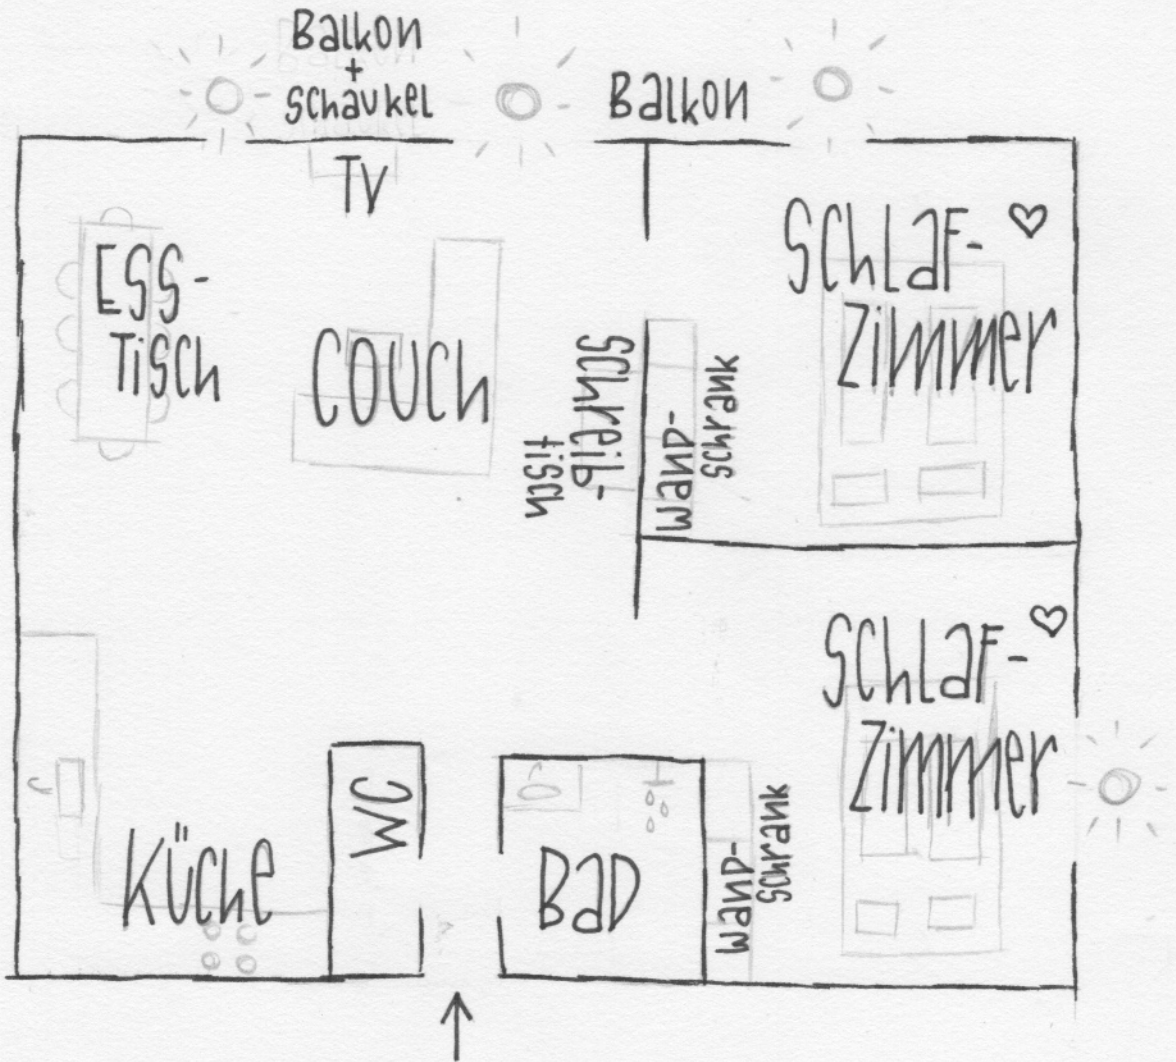 Balkon
+
Schaukel
Balkon
TV
Schlaf-
zimmer
Ess-
Tisch
Couch
Schreib-
tisch
Wand-
schrank
Schlaf-
zimmer
WC
Küche
Bad
Wand-
schrank